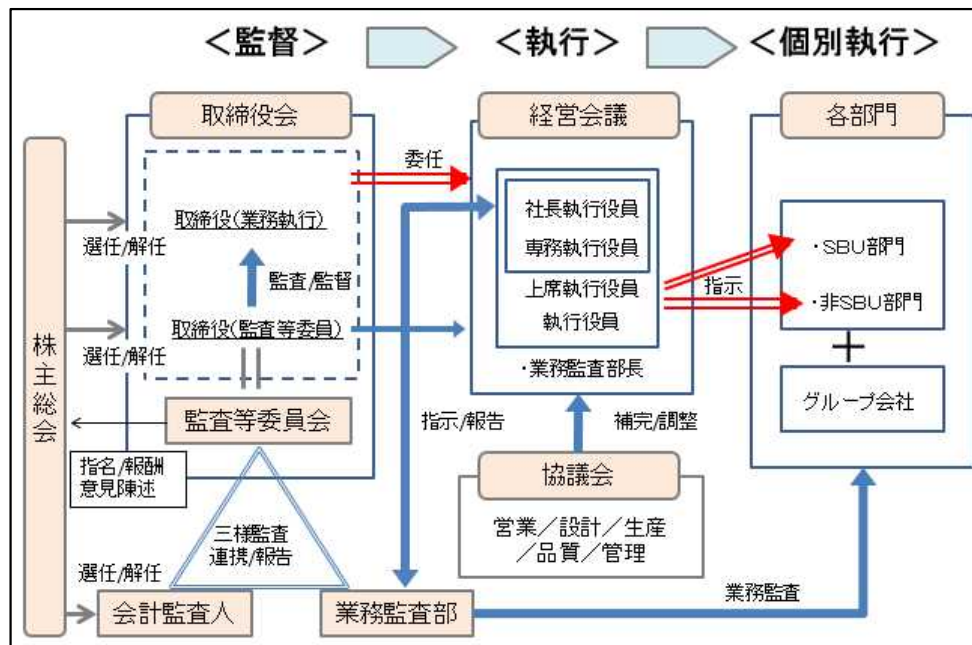 ＜監督＞
＜執行＞
＜個別執行＞
取締役会
経営会議
各部門
委任
取締役(業務執行)
選任/解任
監査/監督
取締役(監査等委員)
選任/解任
株主総会
監査等委員会
指名/報酬
意見陳述
三様監査
連携/報告
選任/解任
会計監査人
業務監査部
社長執行役員
専務執行役員
上席執行役員
執行役員
・業務監査部長
指示
指示/報告
補完/調整
協議会
営業／設計／生産
／品質／管理
・SBU部門
・非SBU部門
＋
グループ会社
業務監査